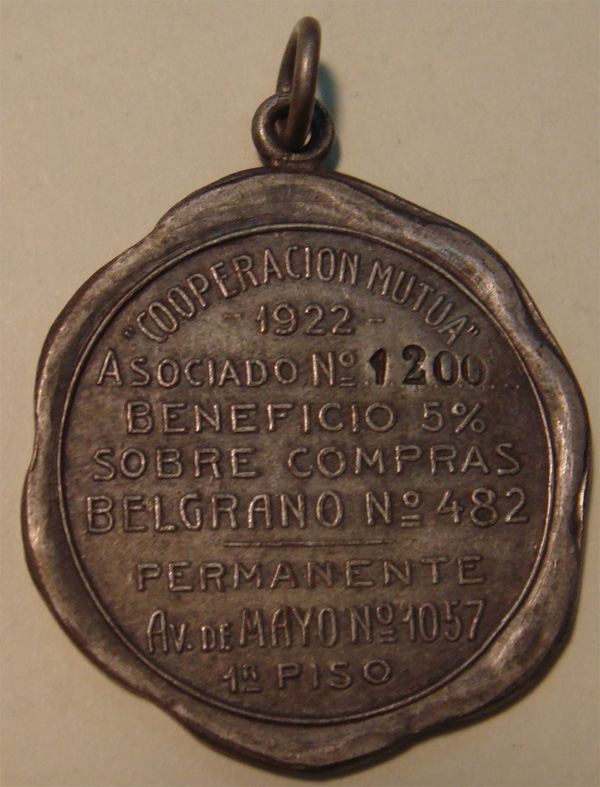 "COOPERACION MUTUA"
- 1922 -
ASOCIADO Nº 1200
BENEFICIO 5%
SOBRE COMPRAS
BELGRANO Nº 482
PERMANENTE
AV. DE MAYO Nº 1057
1ᴿ PISO